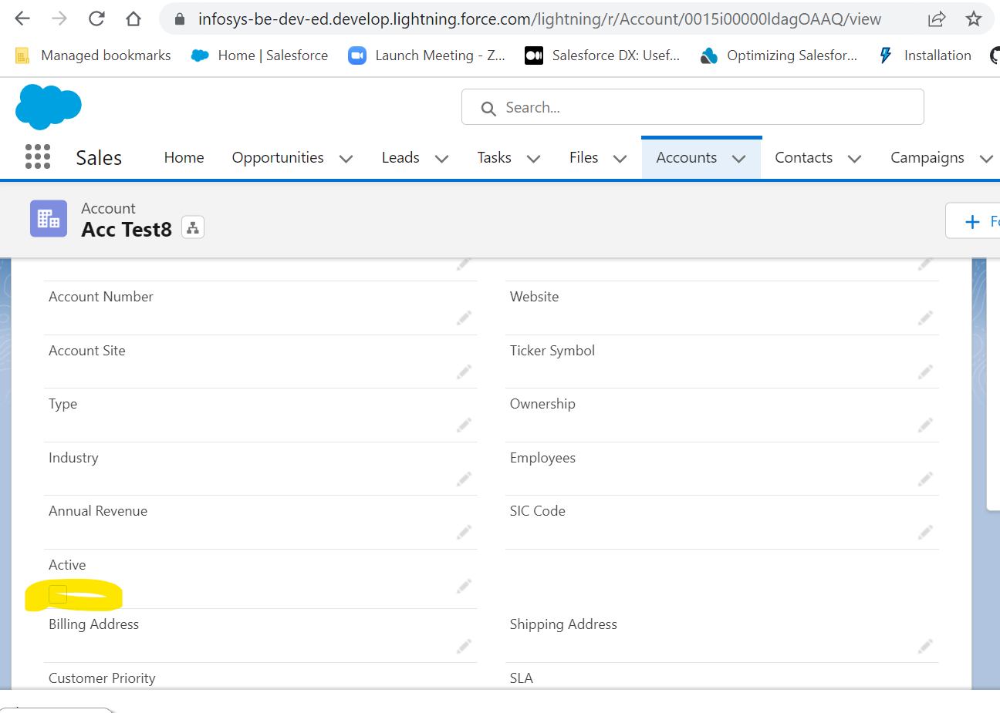 infosys-be-dev-ed.develop.lightning.force.com/lightning/r/Account/0015i00000ldagOAAQ/view
Managed bookmarks Home | Salesforce Launch Meeting - Z... Salesforce DX: Usef... Optimizing Salesfor... Installation
Search...
Sales Home Opportunities Leads Tasks Files Accounts Contacts Campaigns
Account
Acc Test8
Account Number Website
Account Site Ticker Symbol
Type Ownership
Industry Employees
Annual Revenue SIC Code
Active
Billing Address Shipping Address
Customer Priority SLA